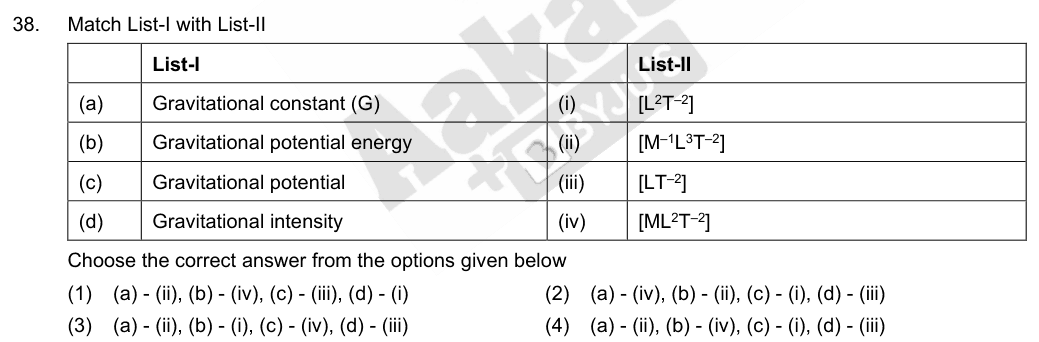 38. Match List-I with List-II
List-I List-II
(a) Gravitational constant (G) (i) [L²T⁻²]
(b) Gravitational potential energy (ii) [M⁻¹L³T⁻²]
(c) Gravitational potential (iii) [LT⁻²]
(d) Gravitational intensity (iv) [ML²T⁻²]
Choose the correct answer from the options given below
(1) (a) - (ii), (b) - (iv), (c) - (iii), (d) - (i) (2) (a) - (iv), (b) - (ii), (c) - (i), (d) - (iii)
(3) (a) - (ii), (b) - (i), (c) - (iv), (d) - (iii) (4) (a) - (ii), (b) - (iv), (c) - (i), (d) - (iii)